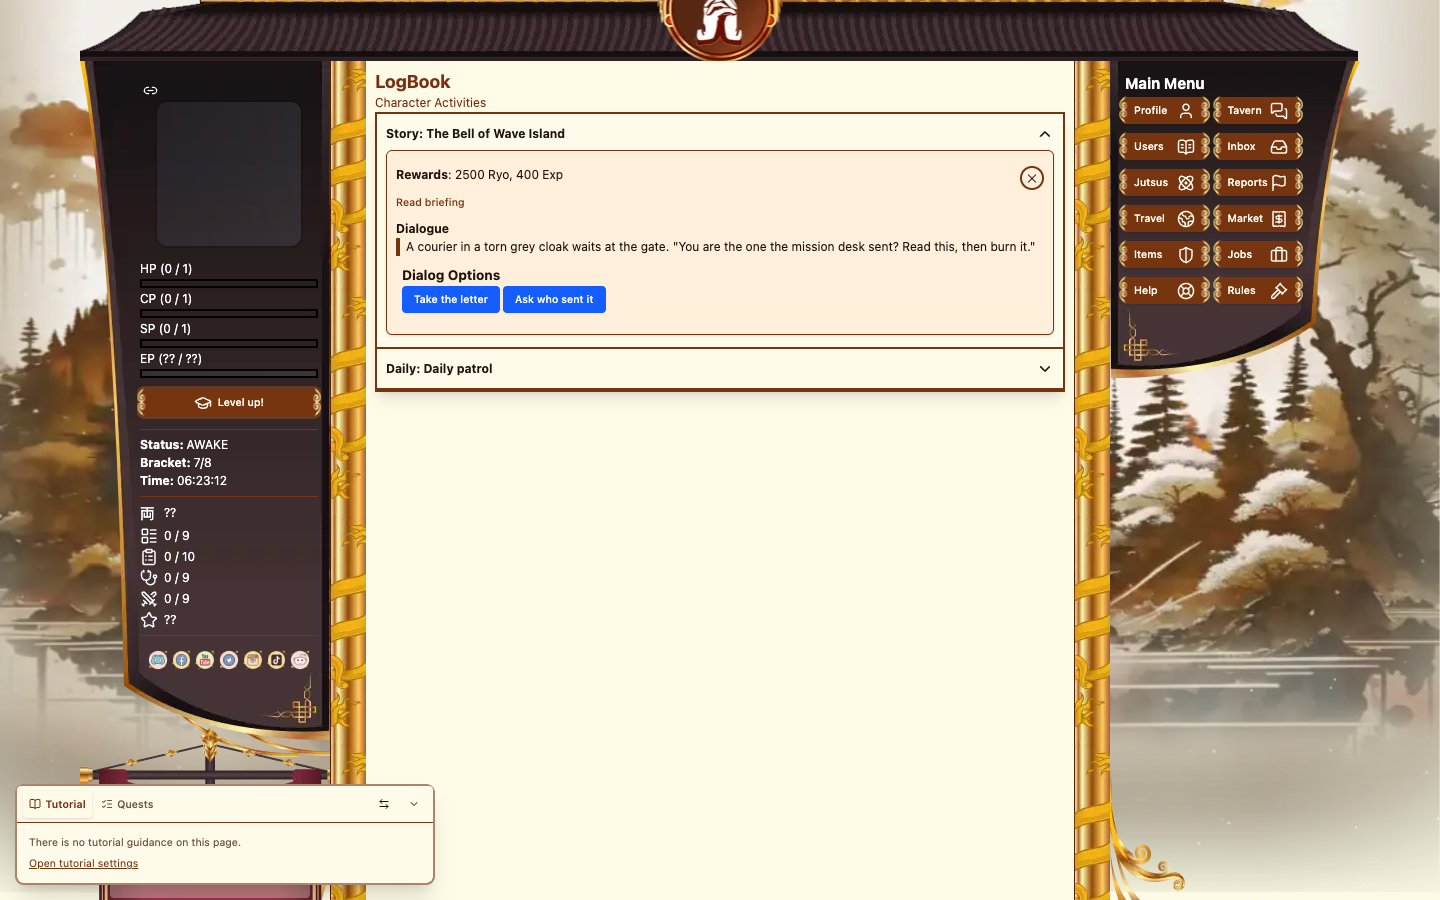 HP (0 / 1)
CP (0 / 1)
SP (0 / 1)
EP (?? / ??)
Level up!
Status: AWAKE
Bracket: 7/8
Time: 06:23:12
両 ??
0 / 9
0 / 10
0 / 9
0 / 9
??
LogBook
Character Activities
Story: The Bell of Wave Island
Rewards: 2500 Ryo, 400 Exp
Read briefing
Dialogue
A courier in a torn grey cloak waits at the gate. "You are the one the mission desk sent? Read this, then burn it."
Dialog Options
Take the letter
Ask who sent it
Daily: Daily patrol
Main Menu
Profile
Tavern
Users
Inbox
Jutsus
Reports
Travel
Market
Items
Jobs
Help
Rules
Tutorial
Quests
There is no tutorial guidance on this page.
Open tutorial settings